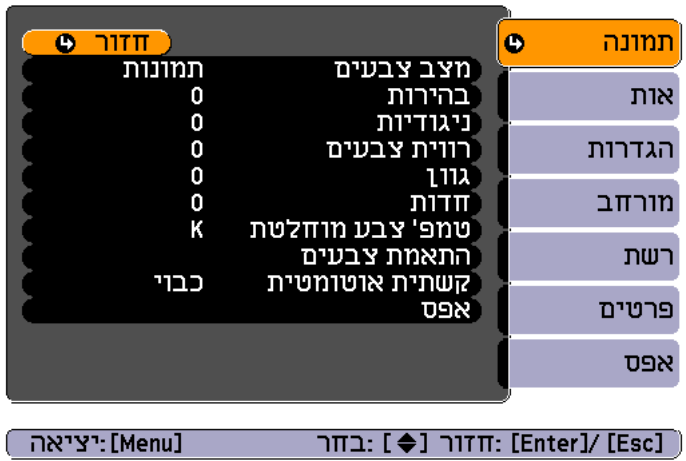 חזור
מצב צבעים תמונות
בהירות 0
ניגודיות 0
רווית צבעים 0
גוון 0
חדות 0
טמפ' צבע מוחלטת K
התאמת צבעים
קשתית אוטומטית כבוי
אפס
תמונה
אות
הגדרות
מורחב
רשת
פרטים
אפס
[Esc] /[Enter] :חזור [ ] :בחר [Menu]:יציאה